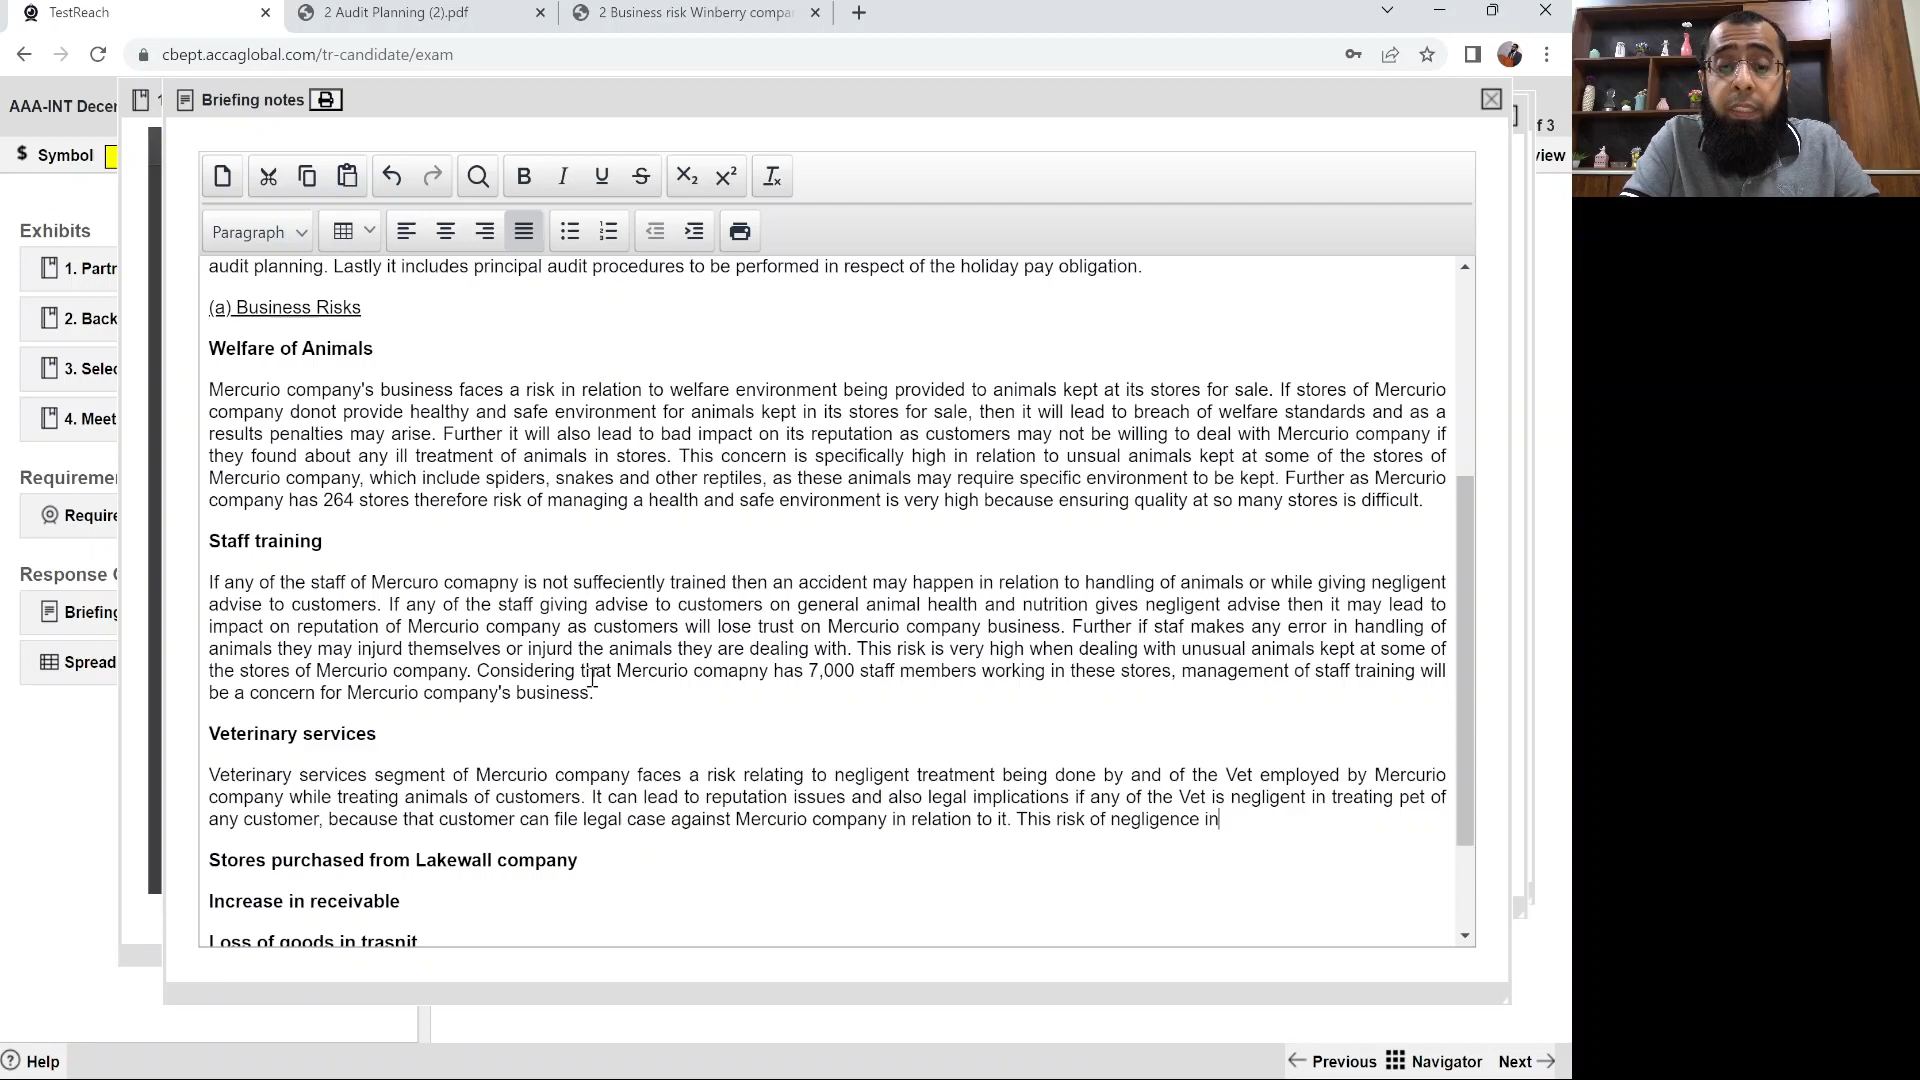 TestReach
2 Audit Planning (2).pdf
2 Business risk Winberry compan
cbept.accaglobal.com/tr-candidate/exam
AAA-INT Decer
Briefing notes
f 3
$ Symbol
view
Paragraph
Exhibits
1. Partn
2. Back
3. Selec
4. Meet
Requiremen
Require
Response
Briefing
Spread
audit planning. Lastly it includes principal audit procedures to be performed in respect of the holiday pay obligation.
(a) Business Risks
Welfare of Animals
Mercurio company's business faces a risk in relation to welfare environment being provided to animals kept at its stores for sale. If stores of Mercurio
company donot provide healthy and safe environment for animals kept in its stores for sale, then it will lead to breach of welfare standards and as a
results penalties may arise. Further it will also lead to bad impact on its reputation as customers may not be willing to deal with Mercurio company if
they found about any ill treatment of animals in stores. This concern is specifically high in relation to unsual animals kept at some of the stores of
Mercurio company, which include spiders, snakes and other reptiles, as these animals may require specific environment to be kept. Further as Mercurio
company has 264 stores therefore risk of managing a health and safe environment is very high because ensuring quality at so many stores is difficult.
Staff training
If any of the staff of Mercuro comapny is not suffeciently trained then an accident may happen in relation to handling of animals or while giving negligent
advise to customers. If any of the staff giving advise to customers on general animal health and nutrition gives negligent advise then it may lead to
impact on reputation of Mercurio company as customers will lose trust on Mercurio company business. Further if staf makes any error in handling of
animals they may injurd themselves or injurd the animals they are dealing with. This risk is very high when dealing with unusual animals kept at some of
the stores of Mercurio company. Considering that Mercurio comapny has 7,000 staff members working in these stores, management of staff training will
be a concern for Mercurio company's business.
Veterinary services
Veterinary services segment of Mercurio company faces a risk relating to negligent treatment being done by and of the Vet employed by Mercurio
company while treating animals of customers. It can lead to reputation issues and also legal implications if any of the Vet is negligent in treating pet of
any customer, because that customer can file legal case against Mercurio company in relation to it. This risk of negligence in
Stores purchased from Lakewall company
Increase in receivable
Loss of goods in trasnit
Help
Previous
Navigator
Next